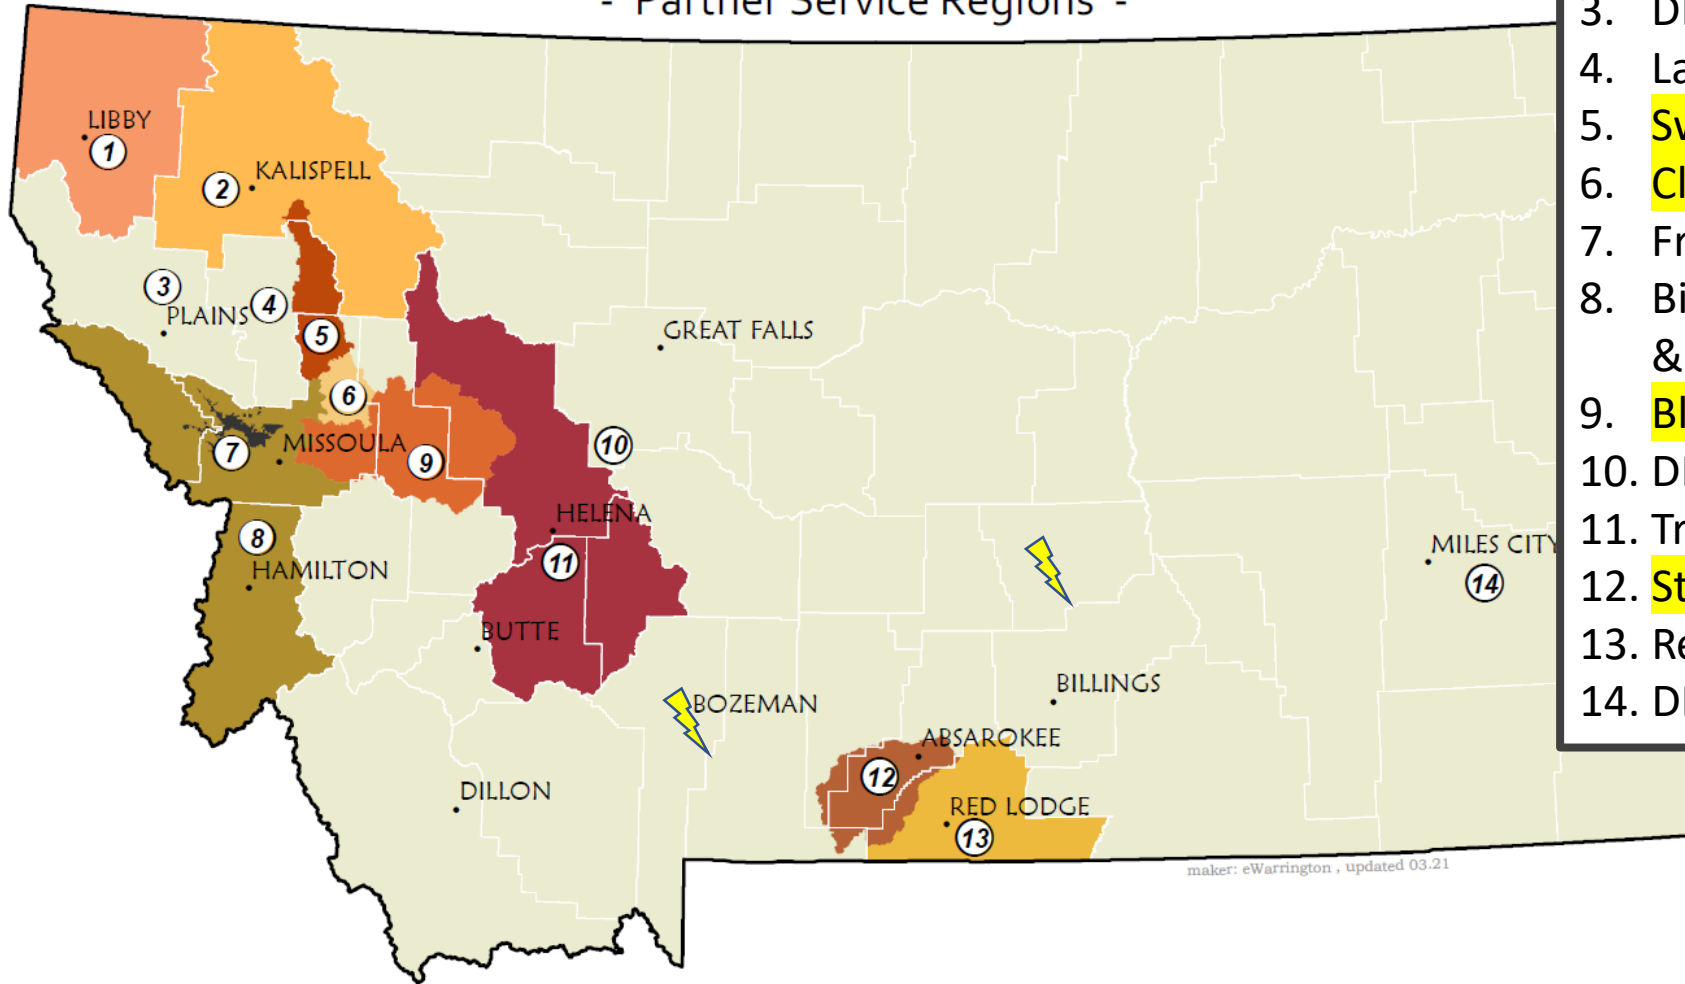 - Partner Service Regions -
LIBBY
1
2
KALISPELL
3
PLAINS
4
5
6
7
MISSOULA
8
HAMILTON
9
GREAT FALLS
10
HELENA
11
BUTTE
BOZEMAN
DILLON
BILLINGS
ABSAROKEE
12
RED LODGE
13
MILES CITY
14
maker: eWarrington , updated 03.21
3.
4. La
5. Sw
6. Cl
7. Fr
8. Bi
&
9. Bl
10.
11. Tr
12. St
13. Re
14.